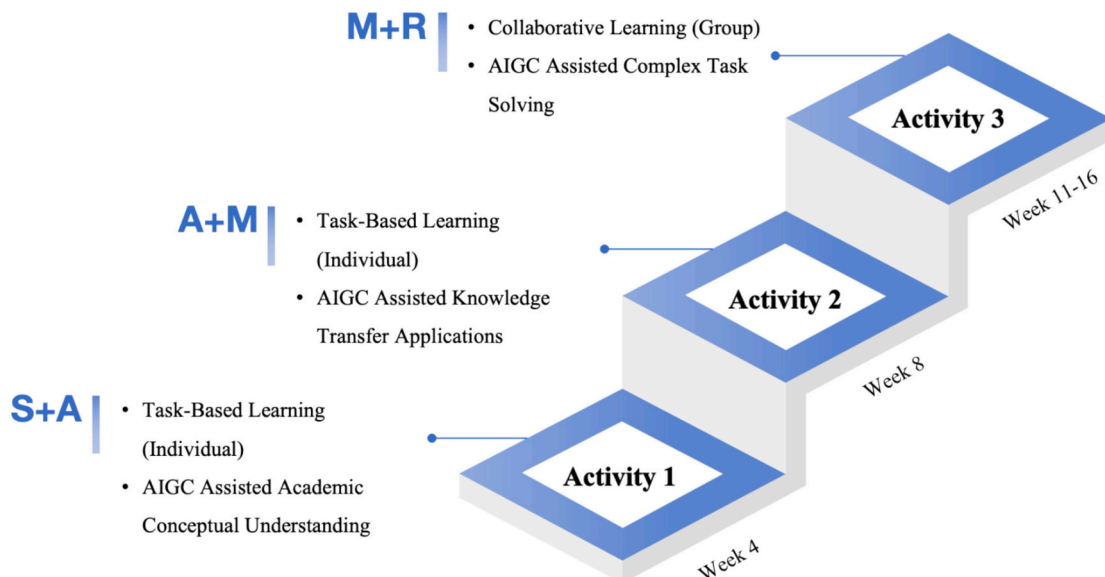 M+R
• Collaborative Learning (Group)
• AIGC Assisted Complex Task
Solving
Activity 3
Week 11-16
A+M
• Task-Based Learning
(Individual)
• AIGC Assisted Knowledge
Transfer Applications
Activity 2
Week 8
S+A
• Task-Based Learning
(Individual)
• AIGC Assisted Academic
Conceptual Understanding
Activity 1
Week 4